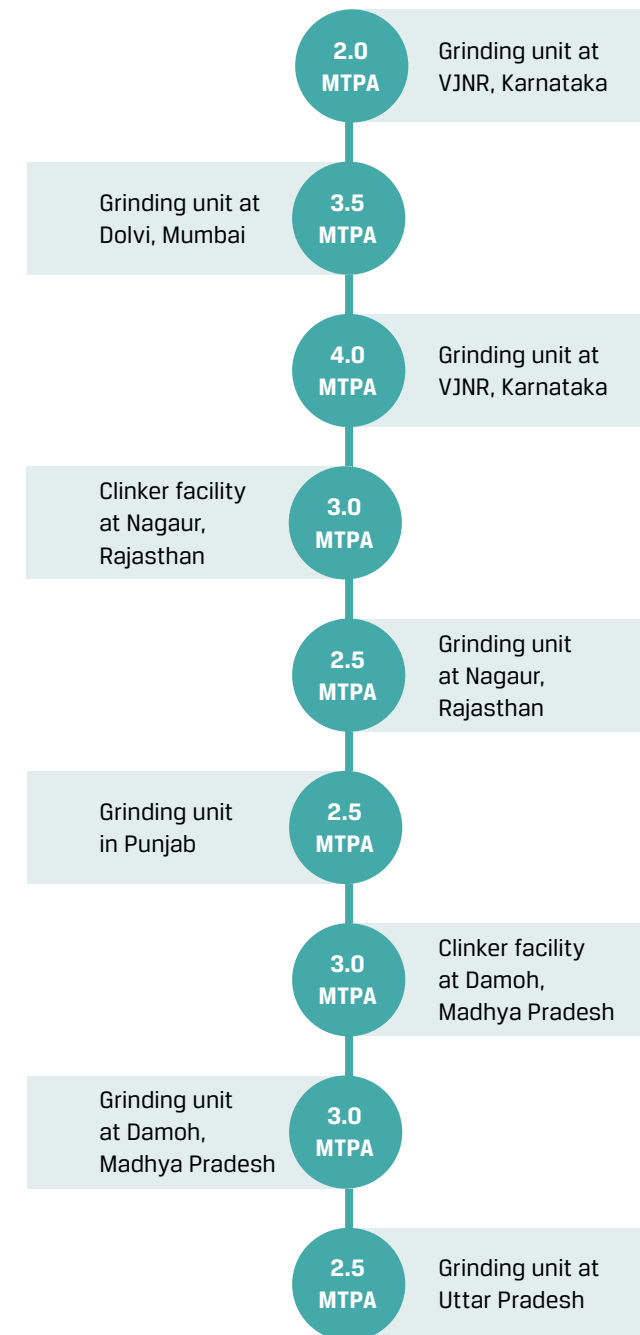 2.0
MTPA
Grinding unit at
VJNR, Karnataka
Grinding unit at
Dolvi, Mumbai
3.5
MTPA
4.0
MTPA
Grinding unit at
VJNR, Karnataka
Clinker facility
at Nagaur,
Rajasthan
3.0
MTPA
2.5
MTPA
Grinding unit
at Nagaur,
Rajasthan
Grinding unit
in Punjab
2.5
MTPA
3.0
MTPA
Clinker facility
at Damoh,
Madhya Pradesh
Grinding unit
at Damoh,
Madhya Pradesh
3.0
MTPA
2.5
MTPA
Grinding unit at
Uttar Pradesh